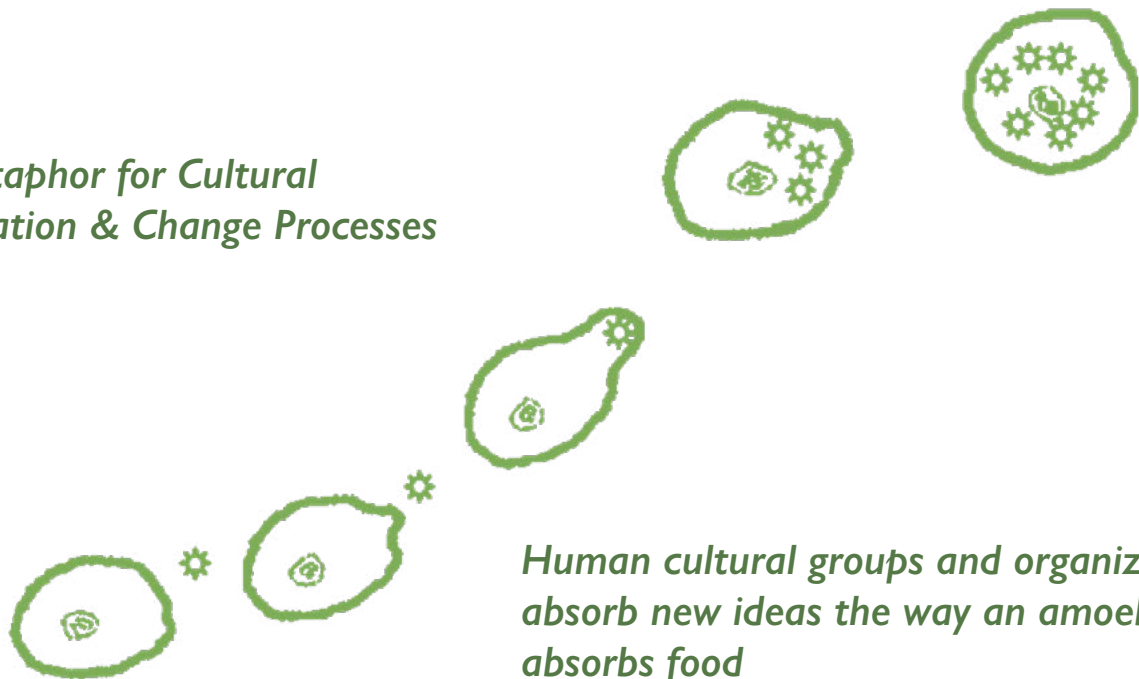 taphor for Cultural
ation & Change Processes
Human cultural groups and organiz
absorb new ideas the way an amoe
absorbs food